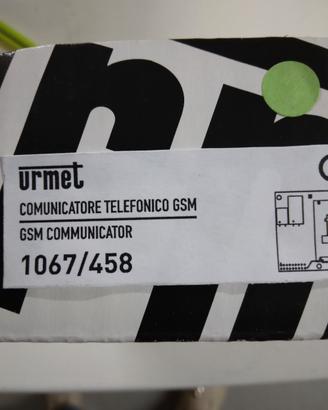 urmet
COMUNICATORE TELEFONICO GSM
GSM COMMUNICATOR
1067/458